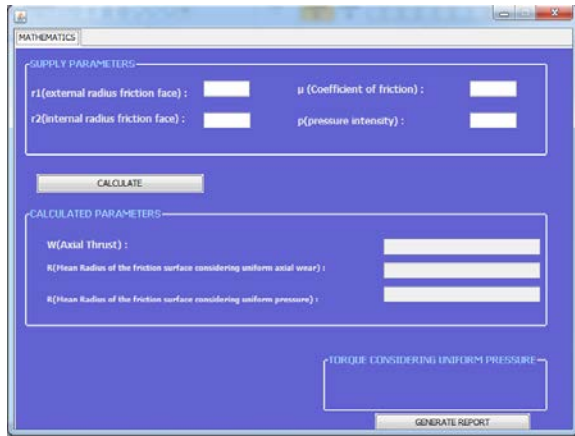 MATHEMATICS
SUPPLY PARAMETERS
r1(external radius friction face) :
μ (Coefficient of friction) :
r2(internal radius friction face) :
p(pressure intensity) :
CALCULATE
CALCULATED PARAMETERS
W(Axial Thrust) :
R(Mean Radius of the friction surface considering uniform axial wear) :
R(Mean Radius of the friction surface considering uniform pressure) :
TORQUE CONSIDERING UNIFORM PRESSURE
GENERATE REPORT